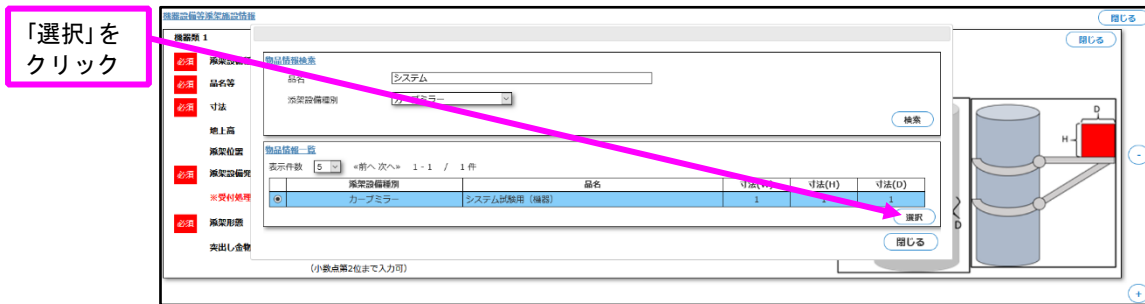 「選択」を
クリック
機器設備等添架施設情報
閉じる
機器類 1
閉じる
必須
物品情報検索
必須 品名等
品名 システム
必須 寸法
添架設備種別 カーブミラー
地上高
検索
添架位置
物品情報一覧
必須
表示件数 5 «前へ 次へ» 1 - 1 / 1 件
添架設備種別 品名 寸法(W) 寸法(H) 寸法(D)
カーブミラー システム試験用（機器） 1 1 1
※受付処理
選択
必須 添架形態
閉じる
突出し金物
（小数点第2位まで入力可）
D
H
D
-
+